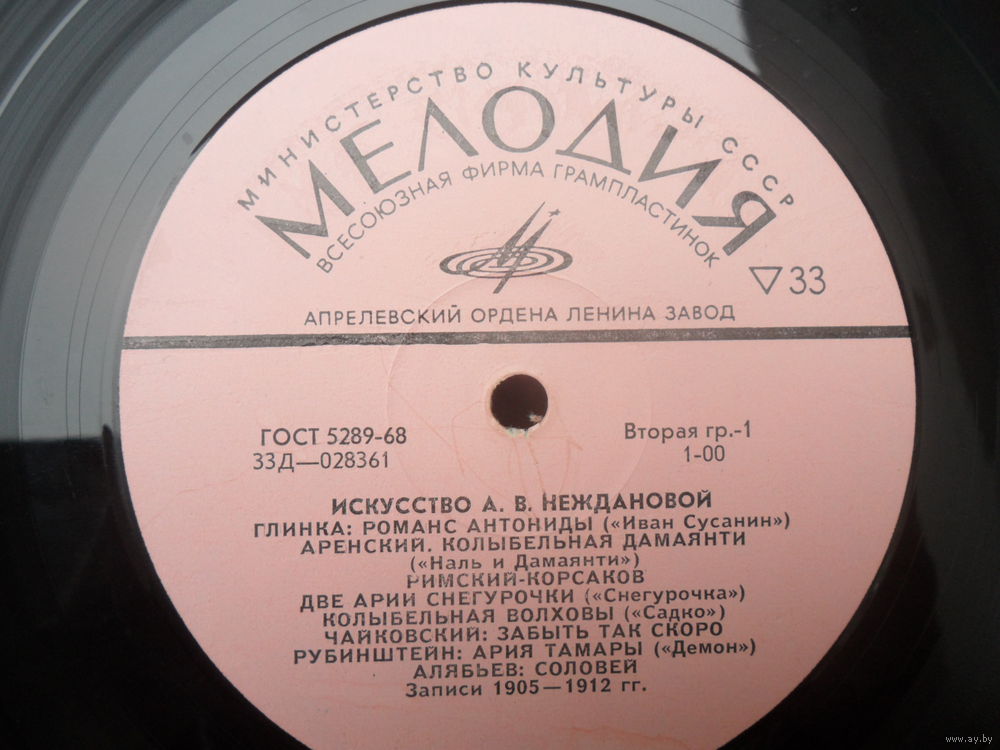 МИНИСТЕРСТВО КУЛЬТУРЫ СССР
МЕЛОДИЯ
ВСЕСОЮЗНАЯ ФИРМА ГРАМПЛАСТИНОК
▽33
АПРЕЛЕВСКИЙ ОРДЕНА ЛЕНИНА ЗАВОД
ГОСТ 5289-68
33Д—028361
Вторая гр.-1
1-00
ИСКУССТВО А. В. НЕЖДАНОВОЙ
ГЛИНКА: РОМАНС АНТОНИДЫ («Иван Сусанин»)
АРЕНСКИЙ. КОЛЫБЕЛЬНАЯ ДАМАЯНТИ
(«Наль и Дамаянти»)
РИМСКИЙ-КОРСАКОВ
ДВЕ АРИИ СНЕГУРОЧКИ («Снегурочка»)
КОЛЫБЕЛЬНАЯ ВОЛХОВЫ («Садко»)
ЧАЙКОВСКИЙ: ЗАБЫТЬ ТАК СКОРО
РУБИНШТЕЙН: АРИЯ ТАМАРЫ («Демон»)
АЛЯБЬЕВ: СОЛОВЕЙ
Записи 1905—1912 гг.
www.ay.by